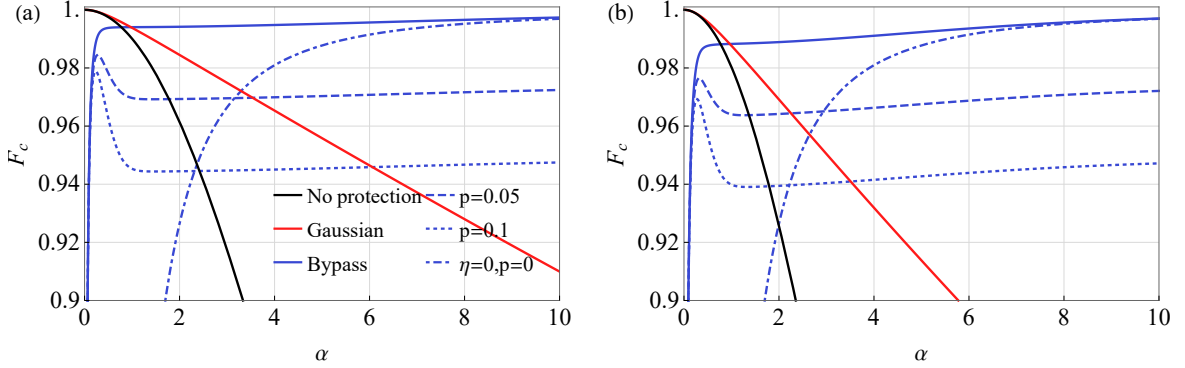 (a)
1.
0.98
0.96
0.94
0.92
0.9
F_c
0 2 4 6 8 10
α
No protection
Gaussian
Bypass
p=0.05
p=0.1
η=0,p=0
(b)
1.
0.98
0.96
0.94
0.92
0.9
F_c
0 2 4 6 8 10
α